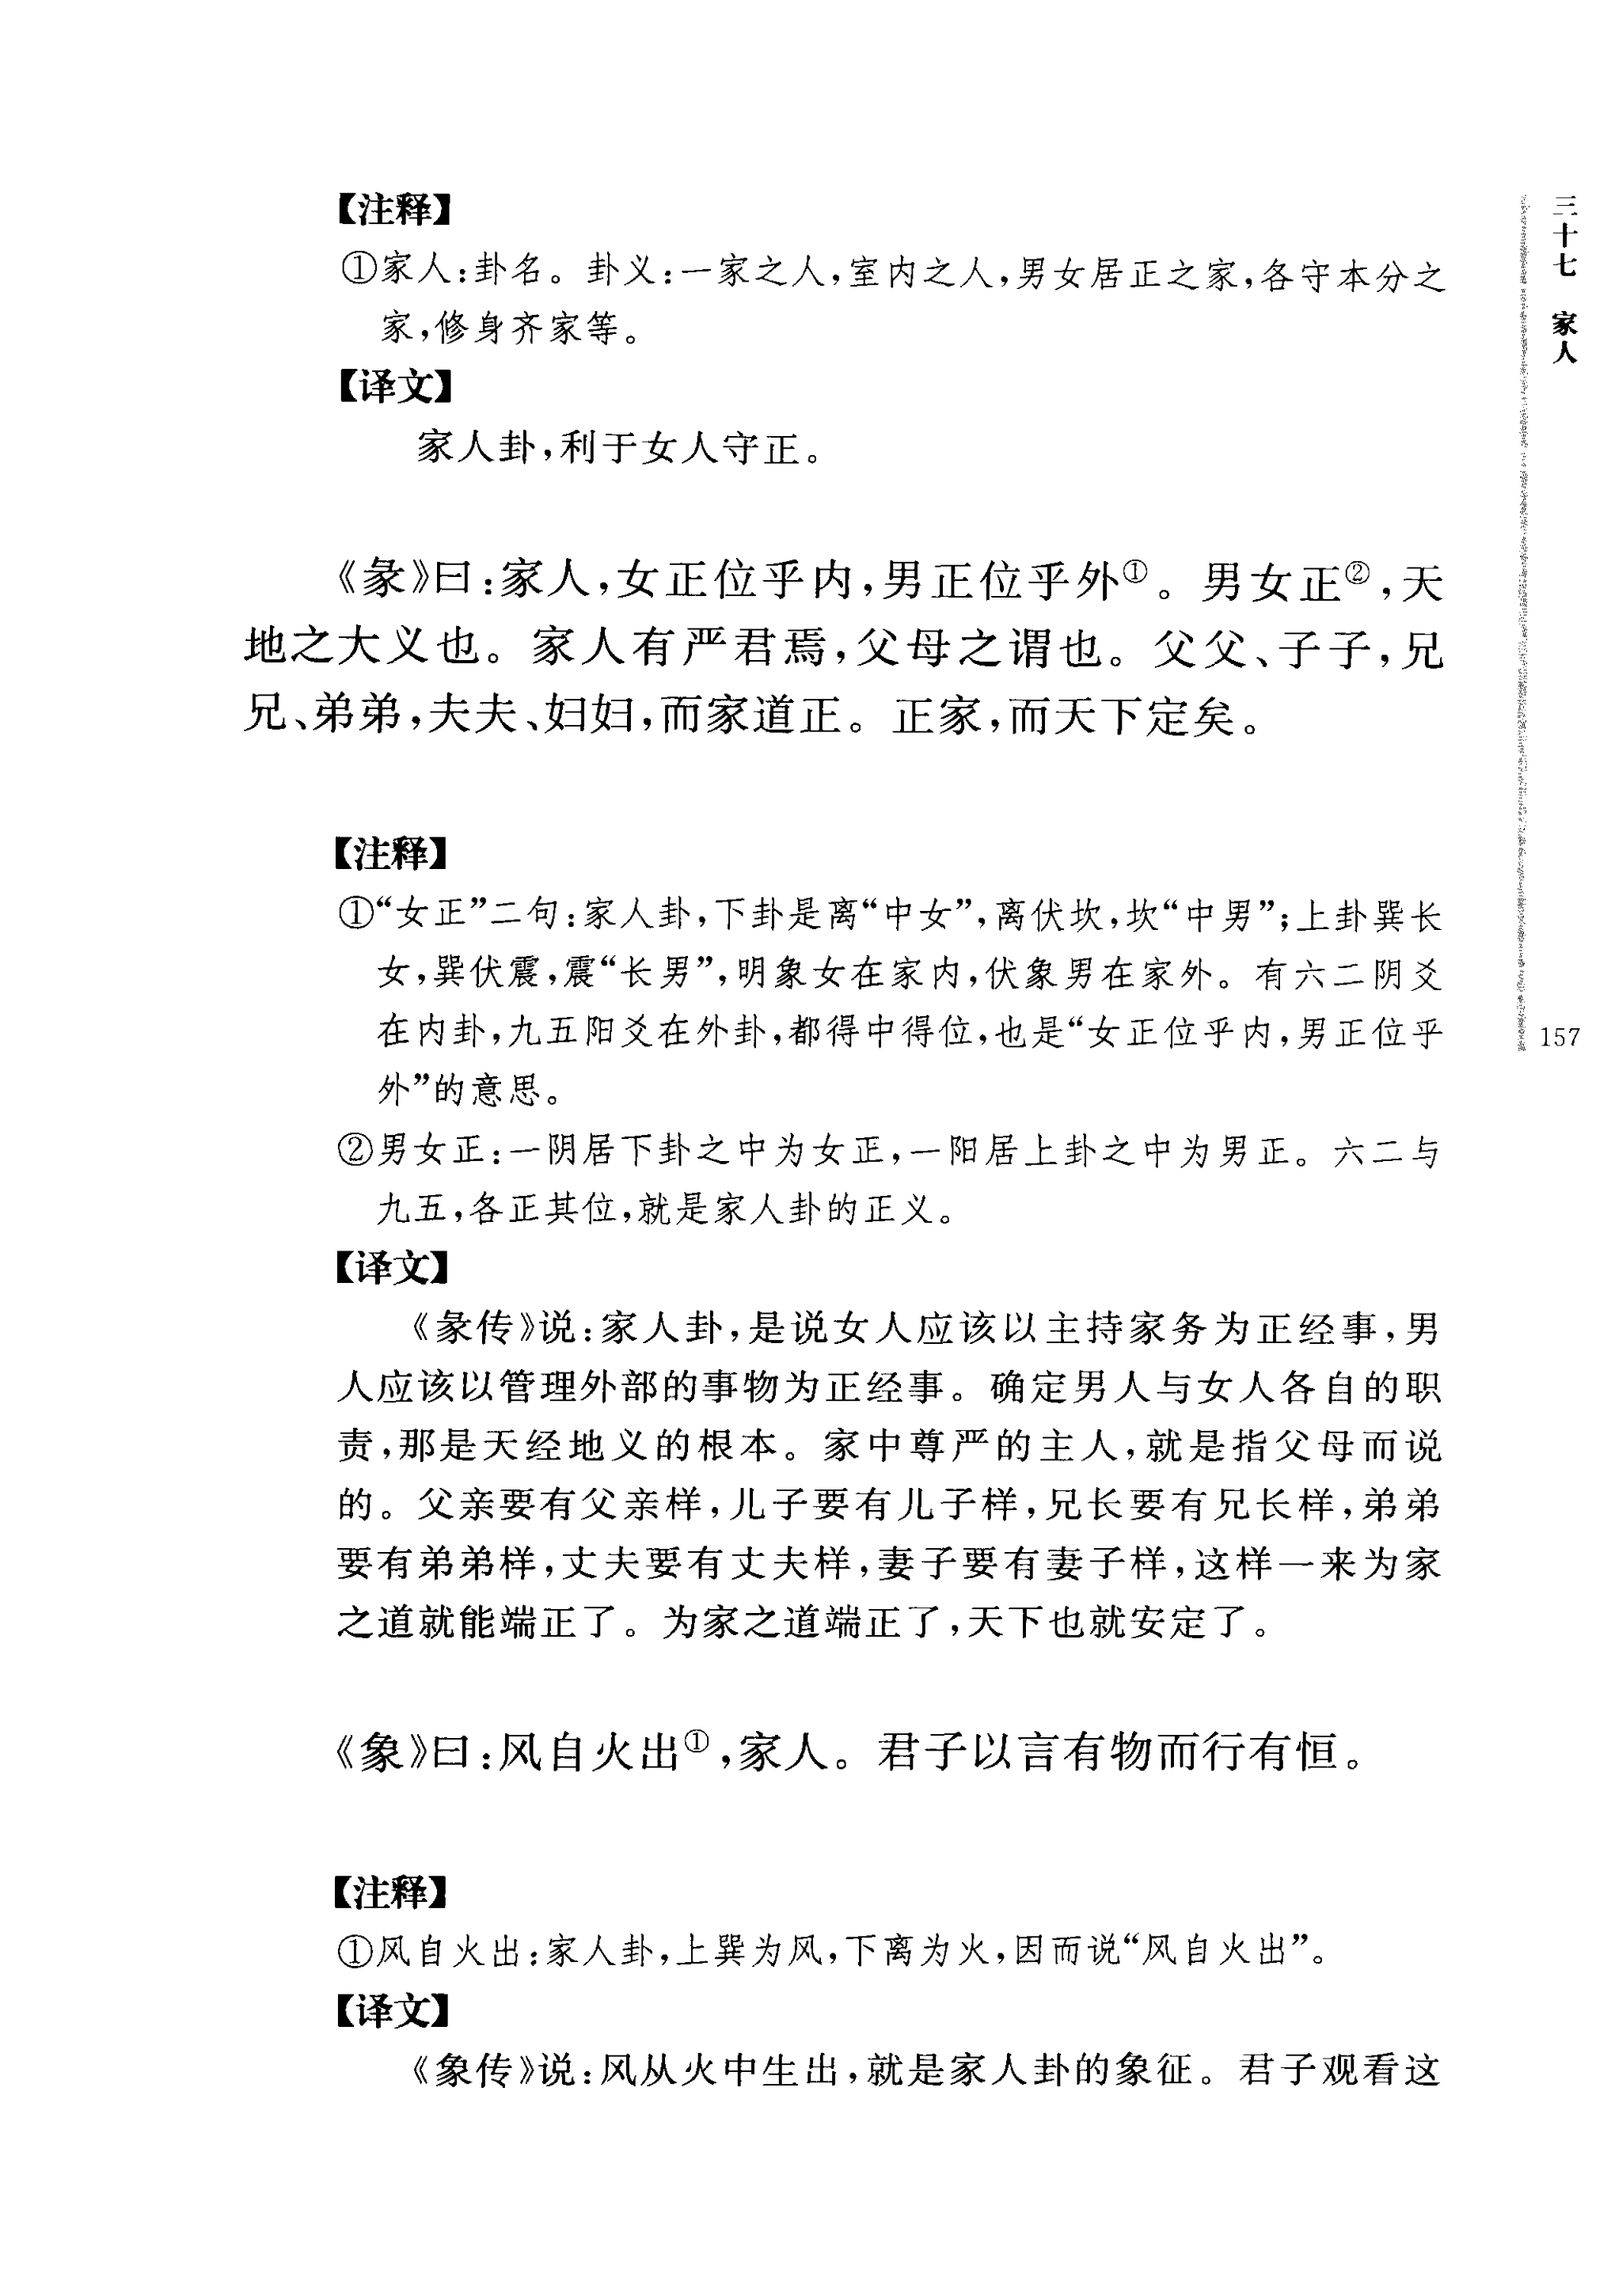 【注释】
①家人:卦名。卦义:一家之人,室内之人,男女居正之家,各守本分之
家,修身齐家等。
【译文】
家人卦,利于女人守正。
《彖》曰:家人,女正位乎内,男正位乎外①。男女正②,天
地之大义也。家人有严君焉,父母之谓也。父父、子子,兄
兄、弟弟,夫夫、妇妇,而家道正。正家,而天下定矣。
【注释】
①“女正”二句:家人卦,下卦是离“中女”,离伏坎,坎“中男”;上卦巽长
女,巽伏震,震“长男”,明象女在家内,伏象男在家外。有六二阴爻
在内卦,九五阳爻在外卦,都得中得位,也是“女正位乎内,男正位乎
外”的意思。
②男女正:一阴居下卦之中为女正,一阳居上卦之中为男正。六二与
九五,各正其位,就是家人卦的正义。
【译文】
《彖传》说:家人卦,是说女人应该以主持家务为正经事,男
人应该以管理外部的事物为正经事。确定男人与女人各自的职
责,那是天经地义的根本。家中尊严的主人,就是指父母而说
的。父亲要有父亲样,儿子要有儿子样,兄长要有兄长样,弟弟
要有弟弟样,丈夫要有丈夫样,妻子要有妻子样,这样一来为家
之道就能端正了。为家之道端正了,天下也就安定了。
《象》曰:风自火出①,家人。君子以言有物而行有恒。
【注释】
①风自火出:家人卦,上巽为风,下离为火,因而说“风自火出”。
【译文】
《象传》说:风从火中生出,就是家人卦的象征。君子观看这
三十七 家人
157